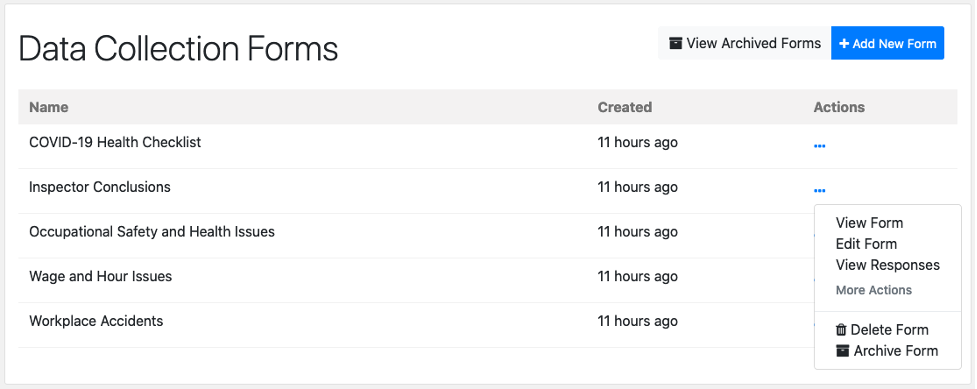 Data Collection Forms
View Archived Forms
+ Add New Form
Name Created Actions
COVID-19 Health Checklist 11 hours ago ...
Inspector Conclusions 11 hours ago ...
Occupational Safety and Health Issues 11 hours ago
Wage and Hour Issues 11 hours ago
Workplace Accidents 11 hours ago
View Form
Edit Form
View Responses
More Actions
Delete Form
Archive Form